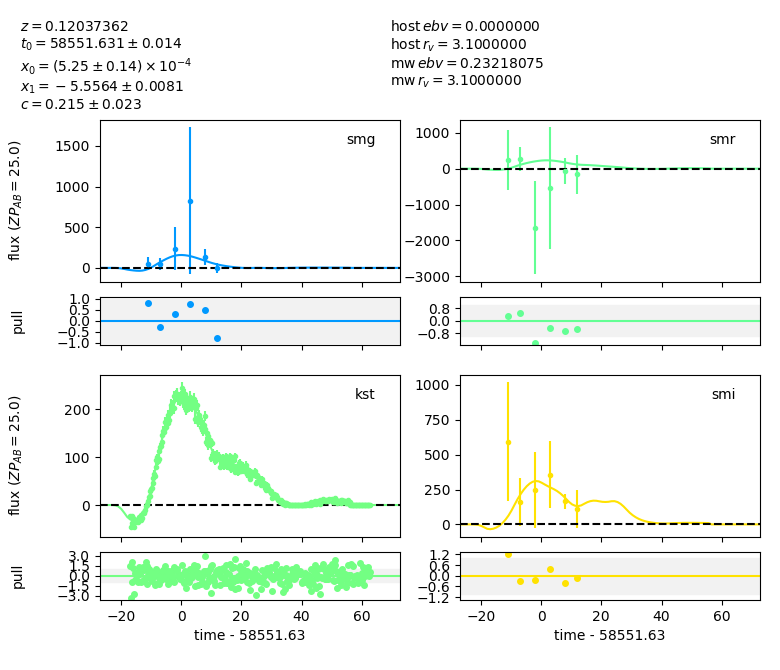 z = 0.12037362
t₀ = 58551.631 ± 0.014
x₀ = (5.25 ± 0.14) × 10⁻⁴
x₁ = −5.5564 ± 0.0081
c = 0.215 ± 0.023
host ebv = 0.0000000
host r_v = 3.1000000
mw ebv = 0.23218075
mw r_v = 3.1000000
smg
flux (ZP_AB = 25.0)
1500
1000
500
0
smr
1000
0
−1000
−2000
−3000
pull
1.0
0.5
0.0
−0.5
−1.0
0.8
0.0
−0.8
kst
flux (ZP_AB = 25.0)
200
100
0
smi
1000
750
500
250
0
pull
3.0
1.5
0.0
−1.5
−3.0
1.2
0.6
0.0
−0.6
−1.2
−20 0 20 40 60
−20 0 20 40 60
time - 58551.63
time - 58551.63